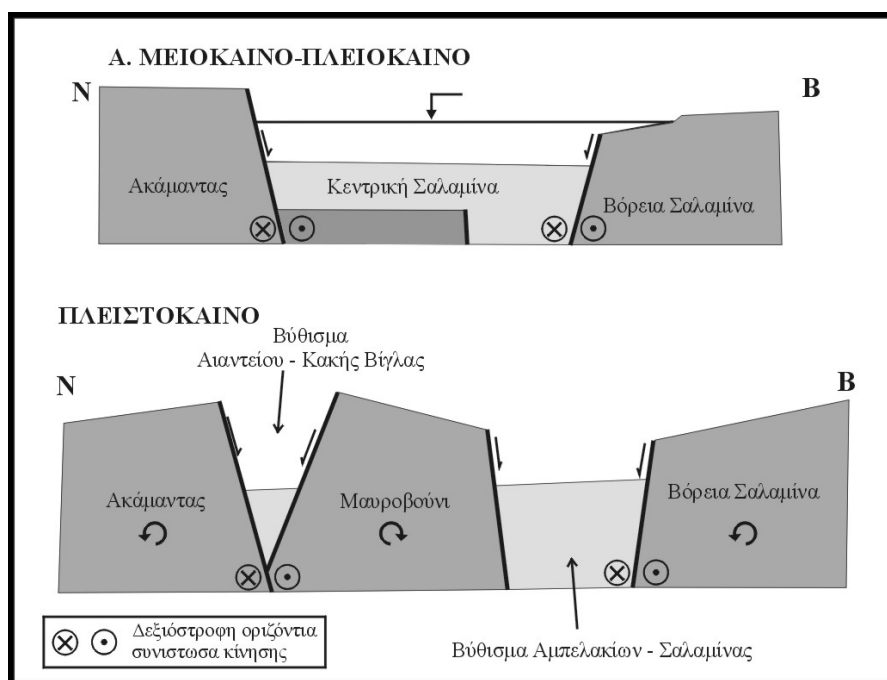 Α. ΜΕΙΟΚΑΙΝΟ-ΠΛΕΙΟΚΑΙΝΟ
Ν
Β
Ακάμαντας
Κεντρική Σαλαμίνα
Βόρεια Σαλαμίνα
ΠΛΕΙΣΤΟΚΑΙΝΟ
Βύθισμα
Αιαντείου - Κακής Βίγλας
Ν
Β
Ακάμαντας
Μαυροβούνι
Βόρεια Σαλαμίνα
Δεξιόστροφη οριζόντια
συνιστωσα κίνησης
Βύθισμα Αμπελακίων - Σαλαμίνας